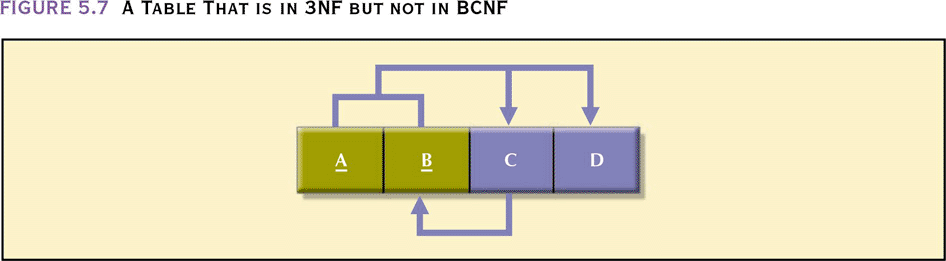 FIGURE 5.7 A TABLE THAT IS IN 3NF BUT NOT IN BCNF
A B C D